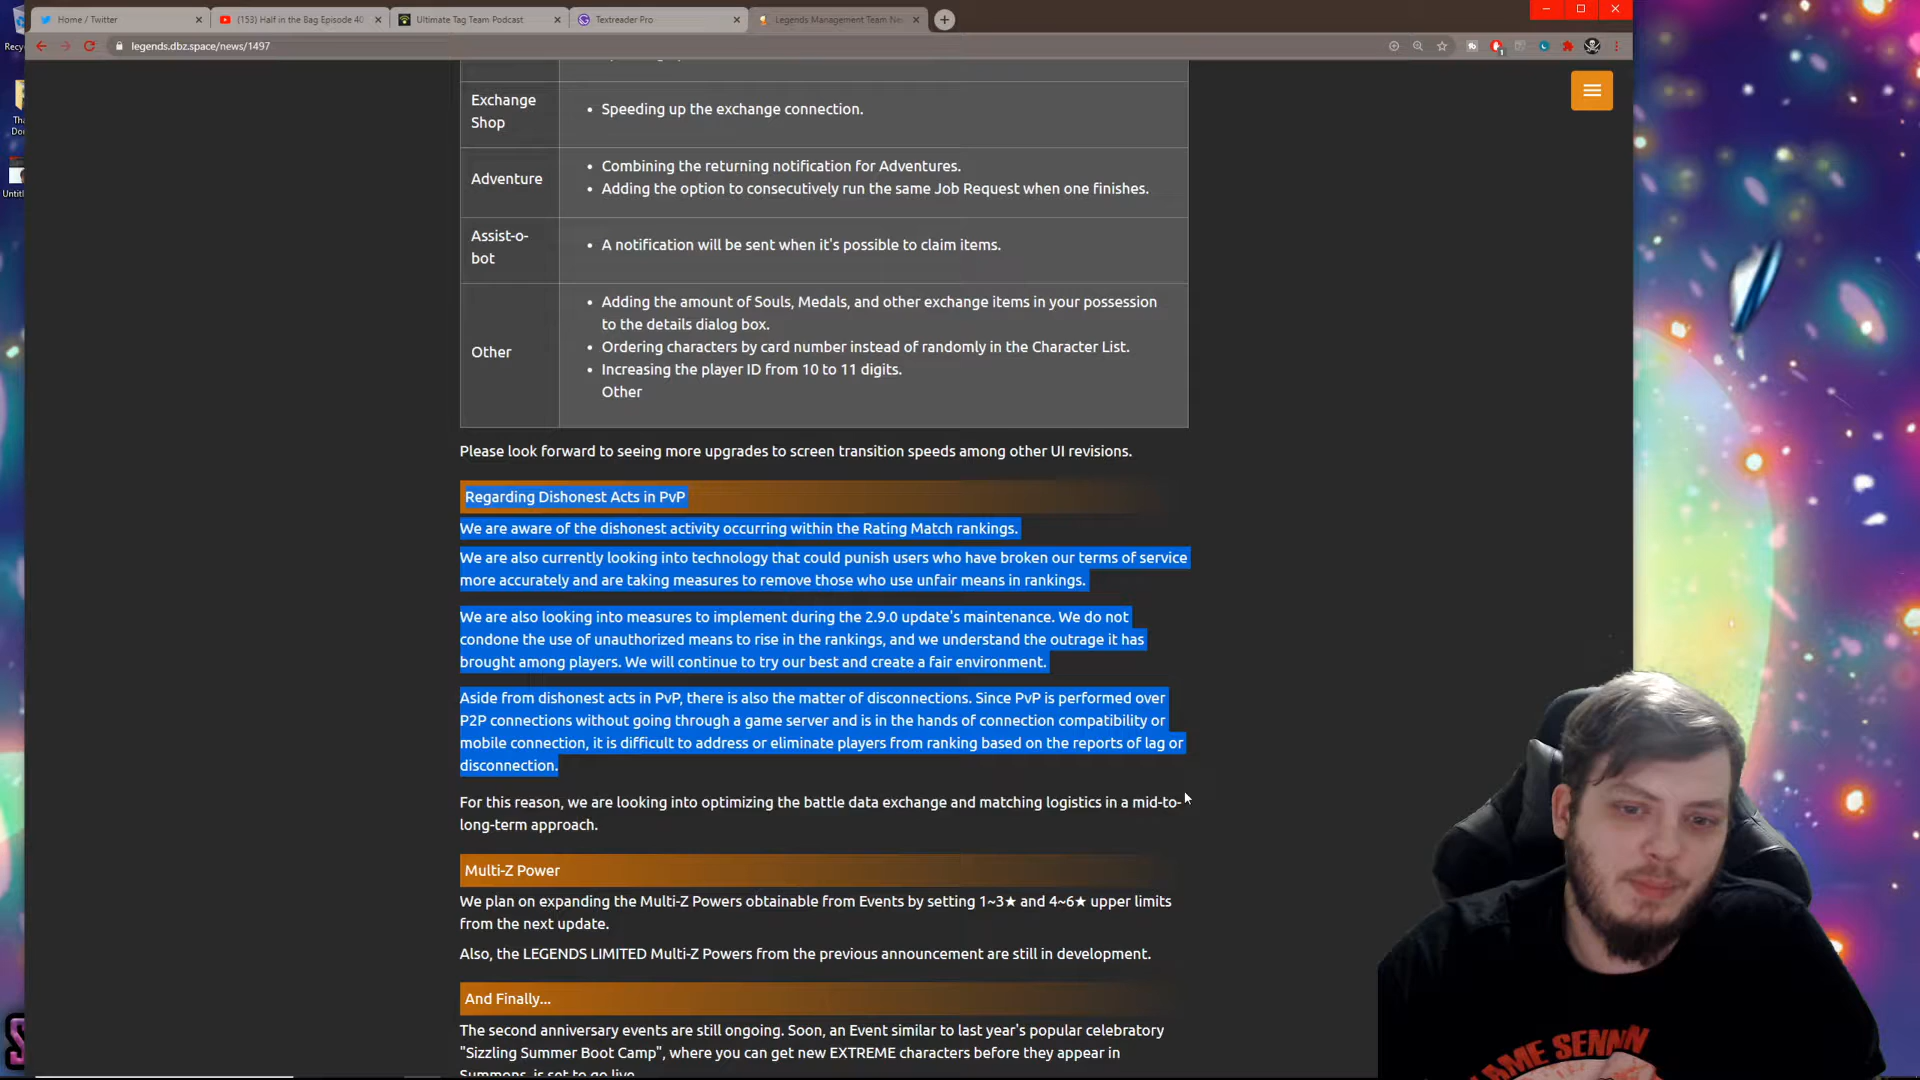 Home / Twitter
(153) Half in the Bag Episode 40
Ultimate Tag Team Podcast
Textreader Pro
Legends Management Team Ne
legends.dbz.space/news/1497
Exchange
Shop
• Speeding up the exchange connection.
Adventure
• Combining the returning notification for Adventures.
• Adding the option to consecutively run the same Job Request when one finishes.
Assist-o-
bot
• A notification will be sent when it's possible to claim items.
Other
• Adding the amount of Souls, Medals, and other exchange items in your possession
to the details dialog box.
• Ordering characters by card number instead of randomly in the Character List.
• Increasing the player ID from 10 to 11 digits.
Other
Please look forward to seeing more upgrades to screen transition speeds among other UI revisions.
Regarding Dishonest Acts in PvP
We are aware of the dishonest activity occurring within the Rating Match rankings.
We are also currently looking into technology that could punish users who have broken our terms of service
more accurately and are taking measures to remove those who use unfair means in rankings.
We are also looking into measures to implement during the 2.9.0 update's maintenance. We do not
condone the use of unauthorized means to rise in the rankings, and we understand the outrage it has
brought among players. We will continue to try our best and create a fair environment.
Aside from dishonest acts in PvP, there is also the matter of disconnections. Since PvP is performed over
P2P connections without going through a game server and is in the hands of connection compatibility or
mobile connection, it is difficult to address or eliminate players from ranking based on the reports of lag or
disconnection.
For this reason, we are looking into optimizing the battle data exchange and matching logistics in a mid-to-
long-term approach.
Multi-Z Power
We plan on expanding the Multi-Z Powers obtainable from Events by setting 1~3★ and 4~6★ upper limits
from the next update.
Also, the LEGENDS LIMITED Multi-Z Powers from the previous announcement are still in development.
And Finally...
The second anniversary events are still ongoing. Soon, an Event similar to last year's popular celebratory
"Sizzling Summer Boot Camp", where you can get new EXTREME characters before they appear in
Summons, is set to go live.